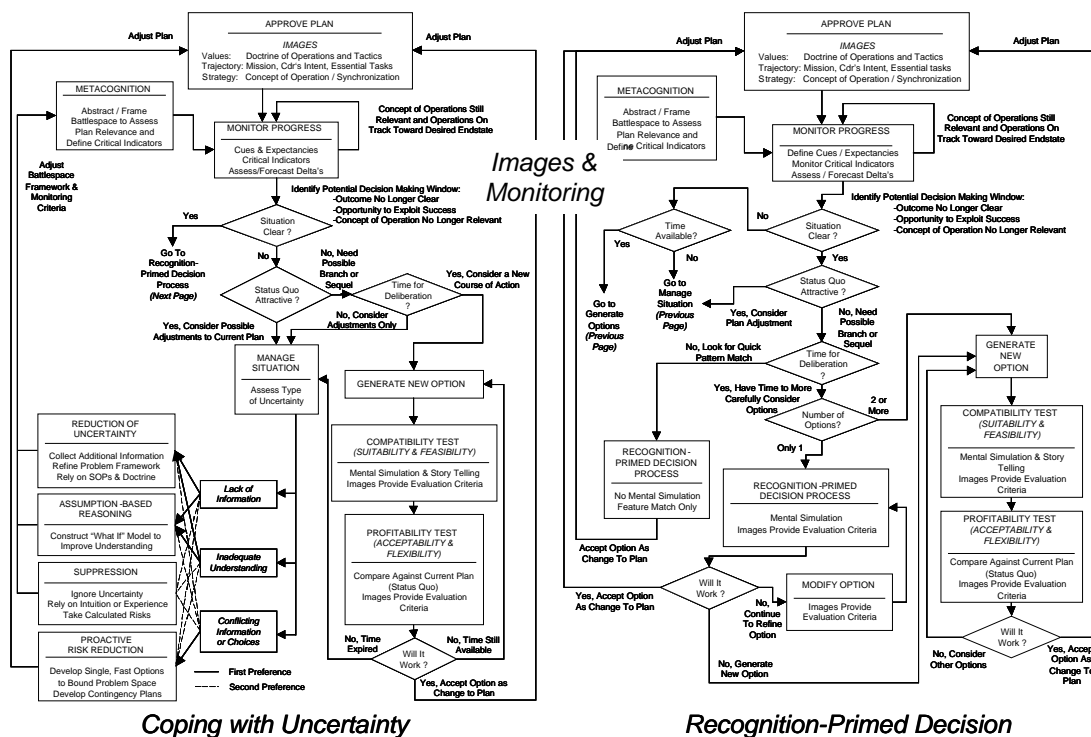 APPROVE PLAN
Adjust Plan
Adjust Plan
IMAGES
Values: Doctrine of Operations and Tactics
Trajectory: Mission, Cdr's Intent, Essential Tasks
Strategy: Concept of Operation / Synchronization
METACOGNITION
Abstract / Frame
Battlespace to Assess
Plan Relevance and
Define Critical Indicators
Concept of Operations Still
Relevant and Operations On
Track Toward Desired Endstate
MONITOR PROGRESS
Cues & Expectancies
Critical Indicators
Assess/Forecast Delta's
Adjust
Battlespace
Framework &
Monitoring
Criteria
Identify Potential Decision Making Window:
-Outcome No Longer Clear
-Opportunity to Exploit Success
-Concept of Operation No Longer Relevant
Yes
Situation
Clear ?
Go To
Recognition-
Primed Decision
Process
(Next Page)
No
No, Need
Possible
Branch or
Sequel
Yes, Consider a New
Course of Action
Status Quo
Attractive ?
Time for
Deliberation
?
Yes, Consider Possible
Adjustments to Current Plan
No, Consider
Adjustments Only
MANAGE
SITUATION
Assess Type
of Uncertainty
GENERATE NEW OPTION
REDUCTION OF
UNCERTAINTY
Collect Additional Information
Refine Problem Framework
Rely on SOPs & Doctrine
ASSUMPTION-BASED
REASONING
Construct "What If" Model to
Improve Understanding
SUPPRESSION
Ignore Uncertainty
Rely on Intuition or Experience
Take Calculated Risks
PROACTIVE
RISK REDUCTION
Develop Single, Fast Options
to Bound Problem Space
Develop Contingency Plans
Lack of
Information
Inadequate
Understanding
Conflicting
Information
or Choices
First Preference
Second Preference
COMPATIBILITY TEST
(SUITABILITY & FEASIBILITY)
Mental Simulation & Story Telling
Images Provide Evaluation Criteria
PROFITABILITY TEST
(ACCEPTABILITY &
FLEXIBILITY)
Compare Against Current Plan
(Status Quo)
Images Provide Evaluation
Criteria
No, Time
Expired
No, Time Still
Available
Will It
Work ?
Yes, Accept Option as
Change to Plan
Coping with Uncertainty
Images &
Monitoring
APPROVE PLAN
Adjust Plan
Adjust Plan
IMAGES
Values: Doctrine of Operations and Tactics
Trajectory: Mission, Cdr's Intent, Essential tasks
Strategy: Concept of Operation / Synchronization
METACOGNITION
Abstract / Frame
Battlespace to Assess
Plan Relevance and
Define Critical Indicators
Concept of Operations Still
Relevant and Operations On
Track Toward Desired Endstate
MONITOR PROGRESS
Define Cues / Expectancies
Monitor Critical Indicators
Assess / Forecast Delta's
Identify Potential Decision Making Window:
-Outcome No Longer Clear
-Opportunity to Exploit Success
-Concept of Operation No Longer Relevant
No
Situation
Clear ?
Time
Available?
Yes
No
Yes
Go to
Generate
Options
(Previous
Page)
Go to
Manage
Situation
(Previous
Page)
Status Quo
Attractive ?
Yes, Consider
Plan Adjustment
No, Need
Possible
Branch or
Sequel
No, Look for Quick
Pattern Match
Time for
Deliberation
?
Yes, Have Time to More
Carefully Consider
Options
2 or
More
Number of
Options?
Only 1
GENERATE
NEW
OPTION
RECOGNITION-
PRIMED DECISION
PROCESS
No Mental Simulation
Feature Match Only
Accept Option As
Change To Plan
RECOGNITION-PRIMED
DECISION PROCESS
Mental Simulation
Images Provide Evaluation Criteria
COMPATIBILITY TEST
(SUITABILITY &
FEASIBILITY)
Mental Simulation & Story
Telling
Images Provide Evaluation
Criteria
PROFITABILITY TEST
(ACCEPTABILITY &
FLEXIBILITY)
Compare Against Current Plan
(Status Quo)
Images Provide Evaluation
Criteria
Yes, Accept Option
As Change To Plan
Will It
Work ?
No,
Continue
To Refine
Option
MODIFY OPTION
Images Provide
Evaluation Criteria
No, Generate
New Option
No, Consider
Other Options
Will It
Work ?
Yes, Accept
Option As
Change To
Plan
Recognition-Primed Decision